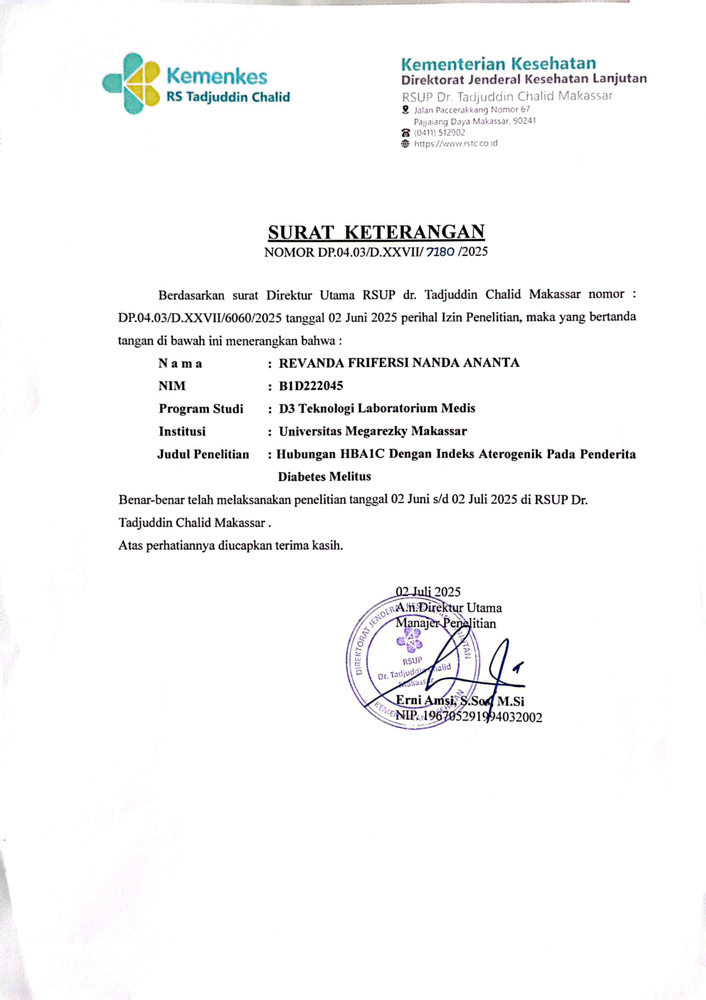 Kemenkes
RS Tadjuddin Chalid
Kementerian Kesehatan
Direktorat Jenderal Kesehatan Lanjutan
RSUP Dr. Tadjuddin Chalid Makassar
Jalan Paccerakkang Nomor 67
Pajjaiang Daya Makassar, 90241
(0411) 512902
https://www.rstc.co.id
SURAT KETERANGAN
NOMOR DP.04.03/D.XXVII/ 7180 /2025
Berdasarkan surat Direktur Utama RSUP dr. Tadjuddin Chalid Makassar nomor :
DP.04.03/D.XXVII/6060/2025 tanggal 02 Juni 2025 perihal Izin Penelitian, maka yang bertanda
tangan di bawah ini menerangkan bahwa :
N a m a : REVANDA FRIFERSI NANDA ANANTA
NIM : B1D222045
Program Studi : D3 Teknologi Laboratorium Medis
Institusi : Universitas Megarezky Makassar
Judul Penelitian : Hubungan HBA1C Dengan Indeks Aterogenik Pada Penderita
Diabetes Melitus
Benar-benar telah melaksanakan penelitian tanggal 02 Juni s/d 02 Juli 2025 di RSUP Dr.
Tadjuddin Chalid Makassar .
Atas perhatiannya diucapkan terima kasih.
02 Juli 2025
A.n.Direktur Utama
Manajer Penelitian
DIREKTORAT JENDERAL KESEHATAN LANJUTAN
RSUP
Dr. Tadjuddin Chalid
Makassar
KEMENTERIAN KESEHATAN
Erni Amsi, S.Sos, M.Si
NIP. 196705291994032002